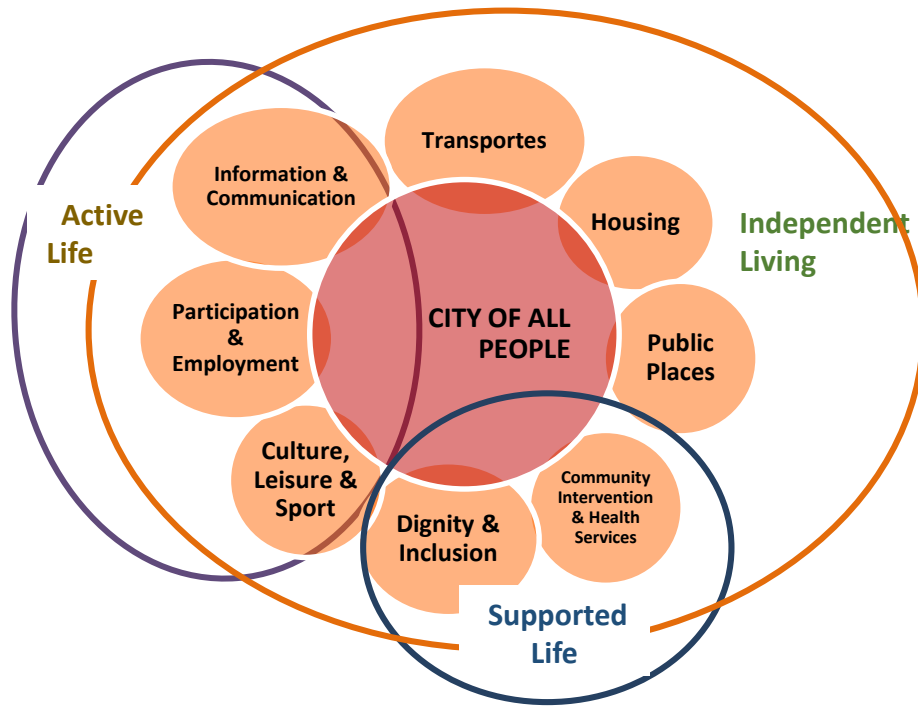 Transportes
Information &
Communication
Active
Life
Housing
Independent
Living
Participation
&
Employment
CITY OF ALL
PEOPLE
Public
Places
Culture,
Leisure &
Sport
Dignity &
Inclusion
Community
Intervention
& Health
Services
Supported
Life